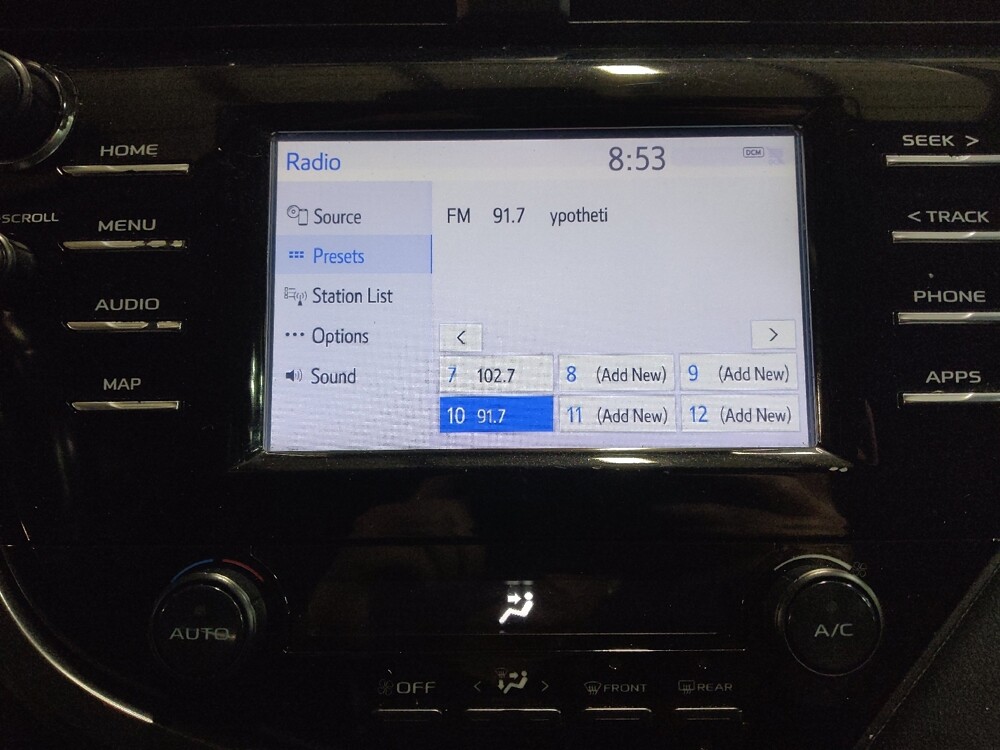 HOME
SCROLL
MENU
AUDIO
MAP
Radio 8:53 DCM
Source
Presets
Station List
Options
Sound
FM 91.7 ypotheti
< >
7 102.7 8 (Add New) 9 (Add New)
10 91.7 11 (Add New) 12 (Add New)
SEEK >
< TRACK
PHONE
APPS
AUTO
A/C
OFF < > FRONT REAR